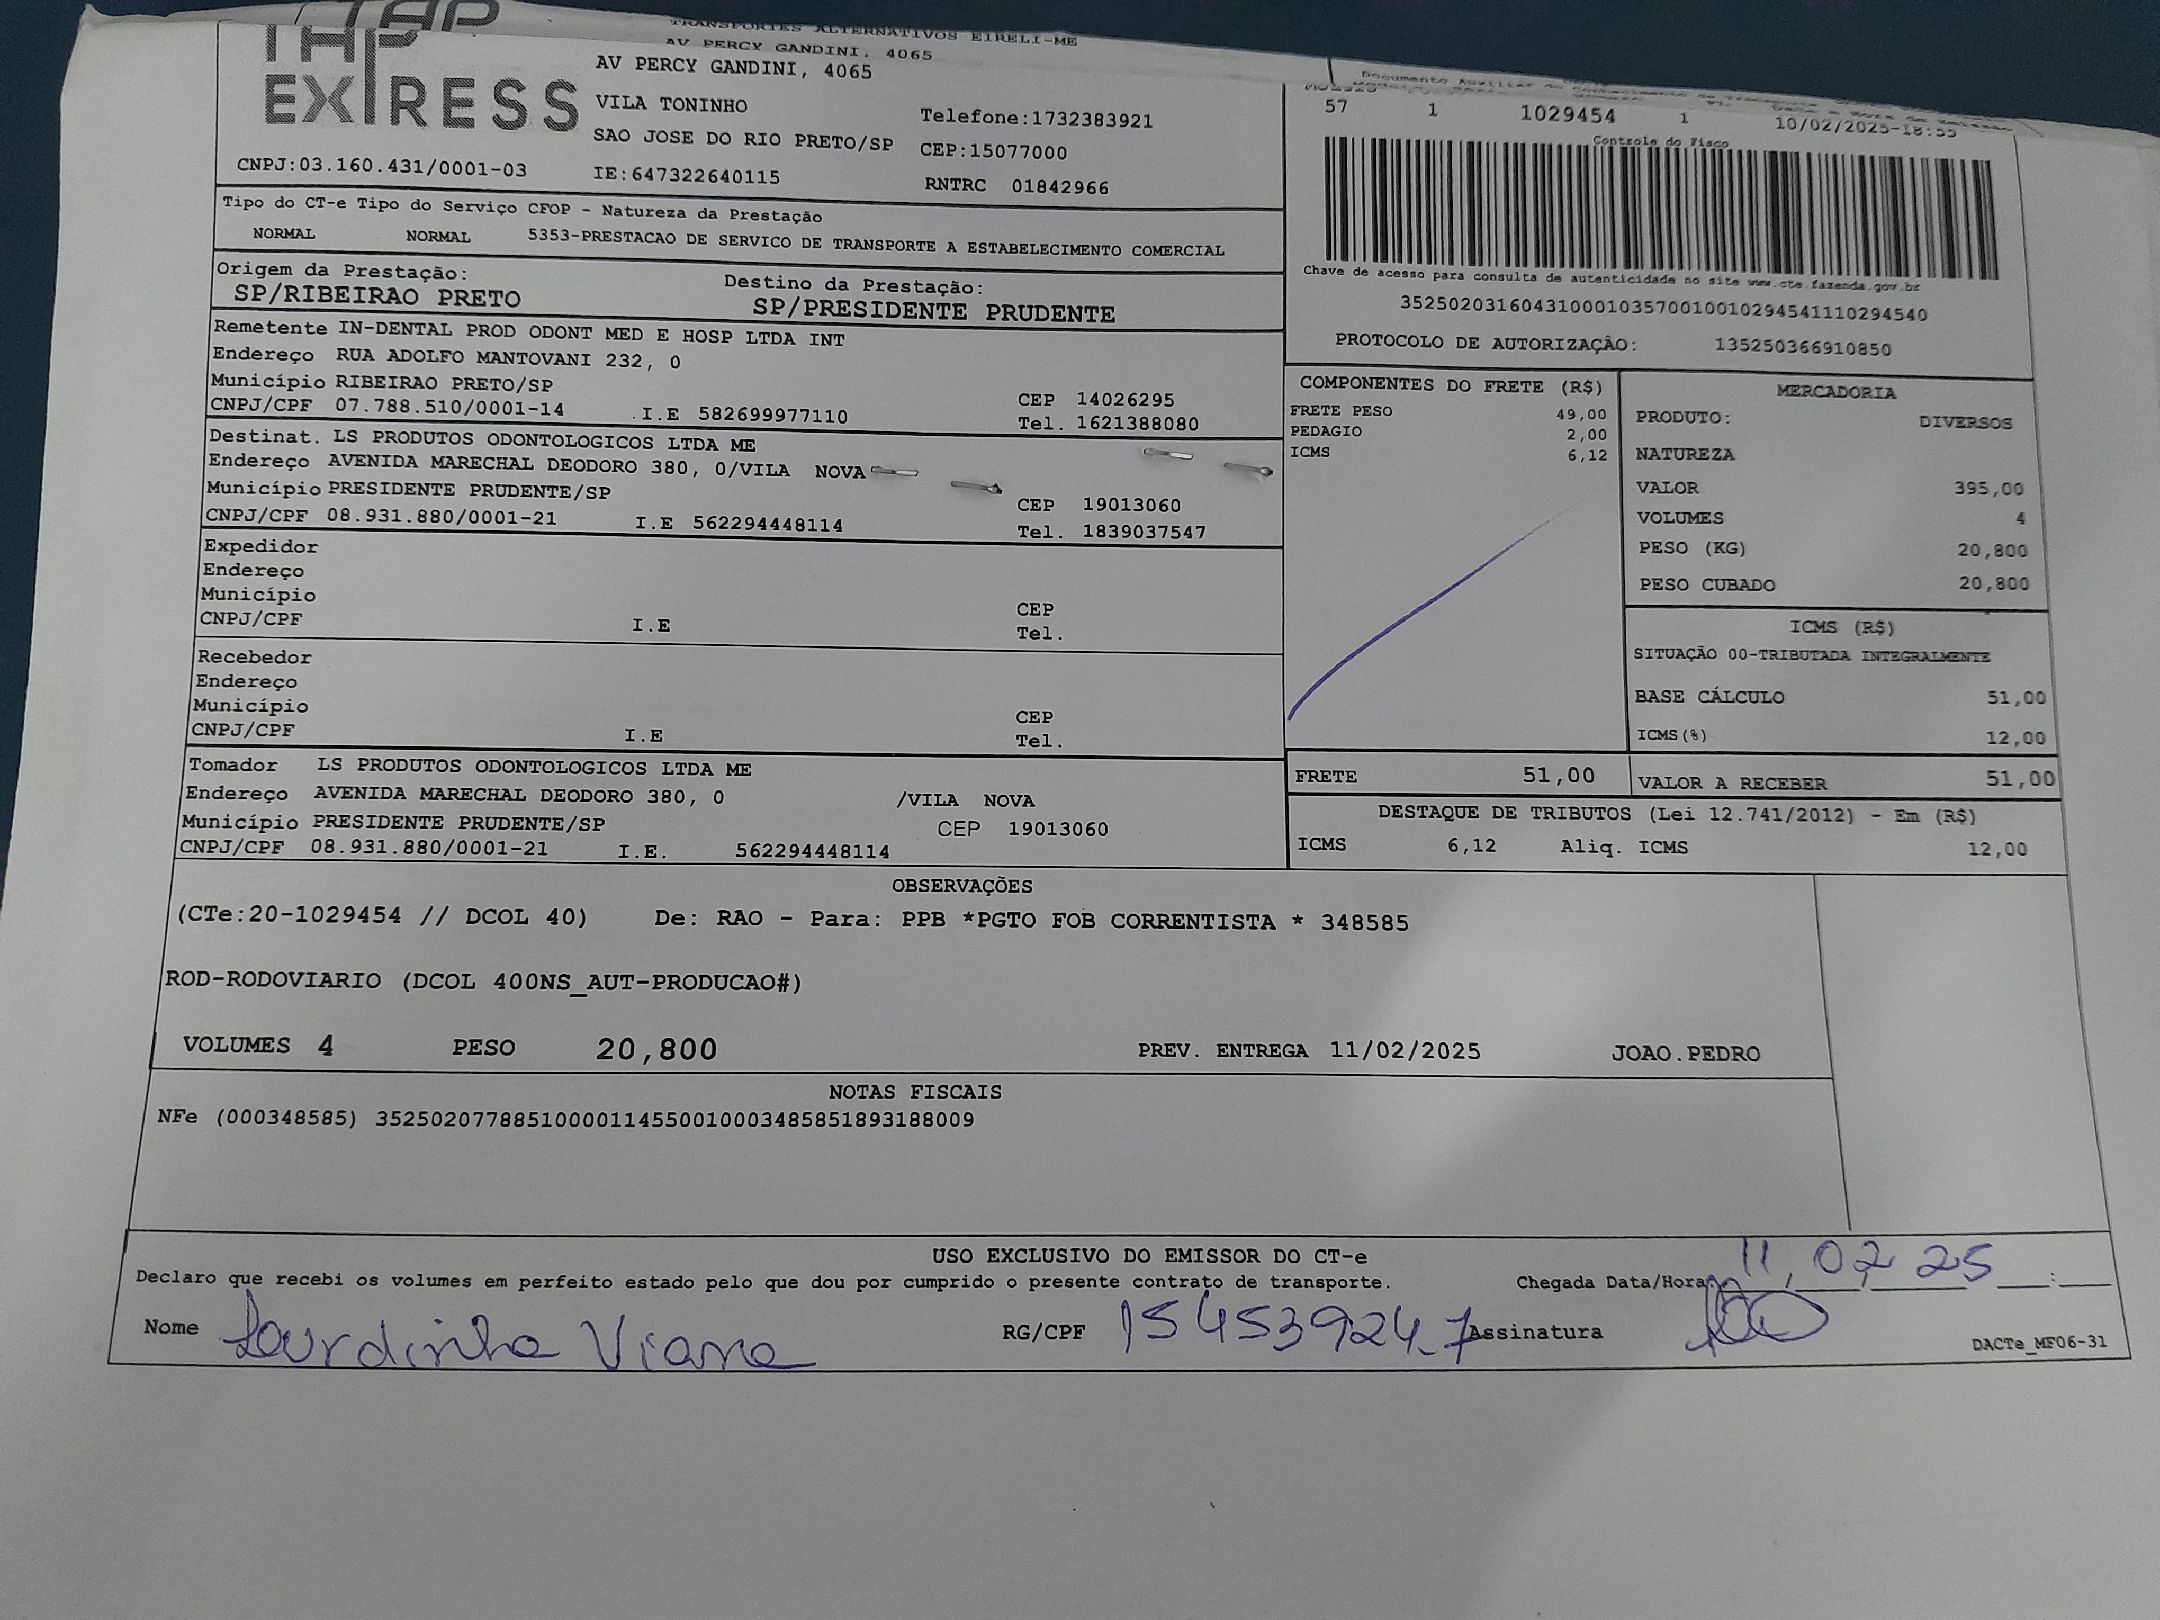 TRANSPORTES ALTERNATIVOS EIRELI-ME
AV PERCY GANDINI, 4065
TAP
EXPRESS
AV PERCY GANDINI, 4065
VILA TONINHO
Telefone:1732383921
SAO JOSE DO RIO PRETO/SP CEP:15077000
CNPJ:03.160.431/0001-03 IE:647322640115 RNTRC 01842966
57 1 1029454 1 10/02/2025-18:55
Controle do Fisco
Chave de acesso para consulta de autenticidade no site www.cte.fazenda.gov.br
35250203160431000103570010010294541110294540
PROTOCOLO DE AUTORIZAÇÃO: 135250366910850
Tipo do CT-e Tipo do Serviço CFOP - Natureza da Prestação
NORMAL NORMAL 5353-PRESTACAO DE SERVICO DE TRANSPORTE A ESTABELECIMENTO COMERCIAL
Origem da Prestação: Destino da Prestação:
SP/RIBEIRAO PRETO SP/PRESIDENTE PRUDENTE
Remetente IN-DENTAL PROD ODONT MED E HOSP LTDA INT
Endereço RUA ADOLFO MANTOVANI 232, 0
Município RIBEIRAO PRETO/SP CEP 14026295
CNPJ/CPF 07.788.510/0001-14 .I.E 582699977110 Tel. 1621388080
Destinat. LS PRODUTOS ODONTOLOGICOS LTDA ME
Endereço AVENIDA MARECHAL DEODORO 380, 0/VILA NOVA
Município PRESIDENTE PRUDENTE/SP CEP 19013060
CNPJ/CPF 08.931.880/0001-21 I.E 562294448114 Tel. 1839037547
Expedidor
Endereço
Município CEP
CNPJ/CPF I.E Tel.
Recebedor
Endereço
Município CEP
CNPJ/CPF I.E Tel.
Tomador LS PRODUTOS ODONTOLOGICOS LTDA ME
Endereço AVENIDA MARECHAL DEODORO 380, 0 /VILA NOVA
Município PRESIDENTE PRUDENTE/SP CEP 19013060
CNPJ/CPF 08.931.880/0001-21 I.E. 562294448114
COMPONENTES DO FRETE (R$)
FRETE PESO 49,00
PEDAGIO 2,00
ICMS 6,12
MERCADORIA
PRODUTO: DIVERSOS
NATUREZA
VALOR 395,00
VOLUMES 4
PESO (KG) 20,800
PESO CUBADO 20,800
ICMS (R$)
SITUAÇÃO 00-TRIBUTADA INTEGRALMENTE
BASE CÁLCULO 51,00
ICMS(%) 12,00
FRETE 51,00 VALOR A RECEBER 51,00
DESTAQUE DE TRIBUTOS (Lei 12.741/2012) - Em (R$)
ICMS 6,12 Aliq. ICMS 12,00
OBSERVAÇÕES
(CTe:20-1029454 // DCOL 40) De: RAO - Para: PPB *PGTO FOB CORRENTISTA * 348585
ROD-RODOVIARIO (DCOL 400NS_AUT-PRODUCAO#)
VOLUMES 4 PESO 20,800 PREV. ENTREGA 11/02/2025 JOAO.PEDRO
NOTAS FISCAIS
NFe (000348585) 35250207788510000114550010003485851893188009
USO EXCLUSIVO DO EMISSOR DO CT-e
Declaro que recebi os volumes em perfeito estado pelo que dou por cumprido o presente contrato de transporte. Chegada Data/Hora: 11/02/25 ___:___
Nome Lourdinha Viana RG/CPF 15453924-7 Assinatura
DACTe_MF06-31